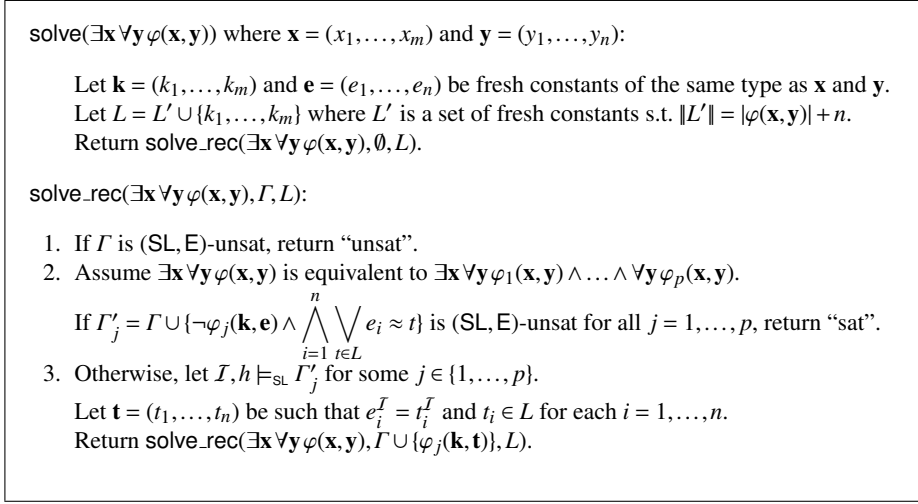 solve(∃x ∀y φ(x, y)) where x = (x₁, . . . , xₘ) and y = (y₁, . . . , yₙ):
Let k = (k₁, . . . , kₘ) and e = (e₁, . . . , eₙ) be fresh constants of the same type as x and y.
Let L = L′ ∪ {k₁, . . . , kₘ} where L′ is a set of fresh constants s.t. ‖L′‖ = |φ(x, y)| + n.
Return solve_rec(∃x ∀y φ(x, y), ∅, L).
solve_rec(∃x ∀y φ(x, y), Γ, L):
1. If Γ is (SL, E)-unsat, return “unsat”.
2. Assume ∃x ∀y φ(x, y) is equivalent to ∃x ∀y φ₁(x, y) ∧ . . . ∧ ∀y φₚ(x, y).
If Γ′ⱼ = Γ ∪ {¬φⱼ(k, e) ∧ ⋀ⁿᵢ₌₁ ⋁ₜ∈L eᵢ ≈ t} is (SL, E)-unsat for all j = 1, . . . , p, return “sat”.
3. Otherwise, let I, h ⊨SL Γ′ⱼ for some j ∈ {1, . . . , p}.
Let t = (t₁, . . . , tₙ) be such that eᵢᴵ = tᵢᴵ and tᵢ ∈ L for each i = 1, . . . , n.
Return solve_rec(∃x ∀y φ(x, y), Γ ∪ {φⱼ(k, t)}, L).